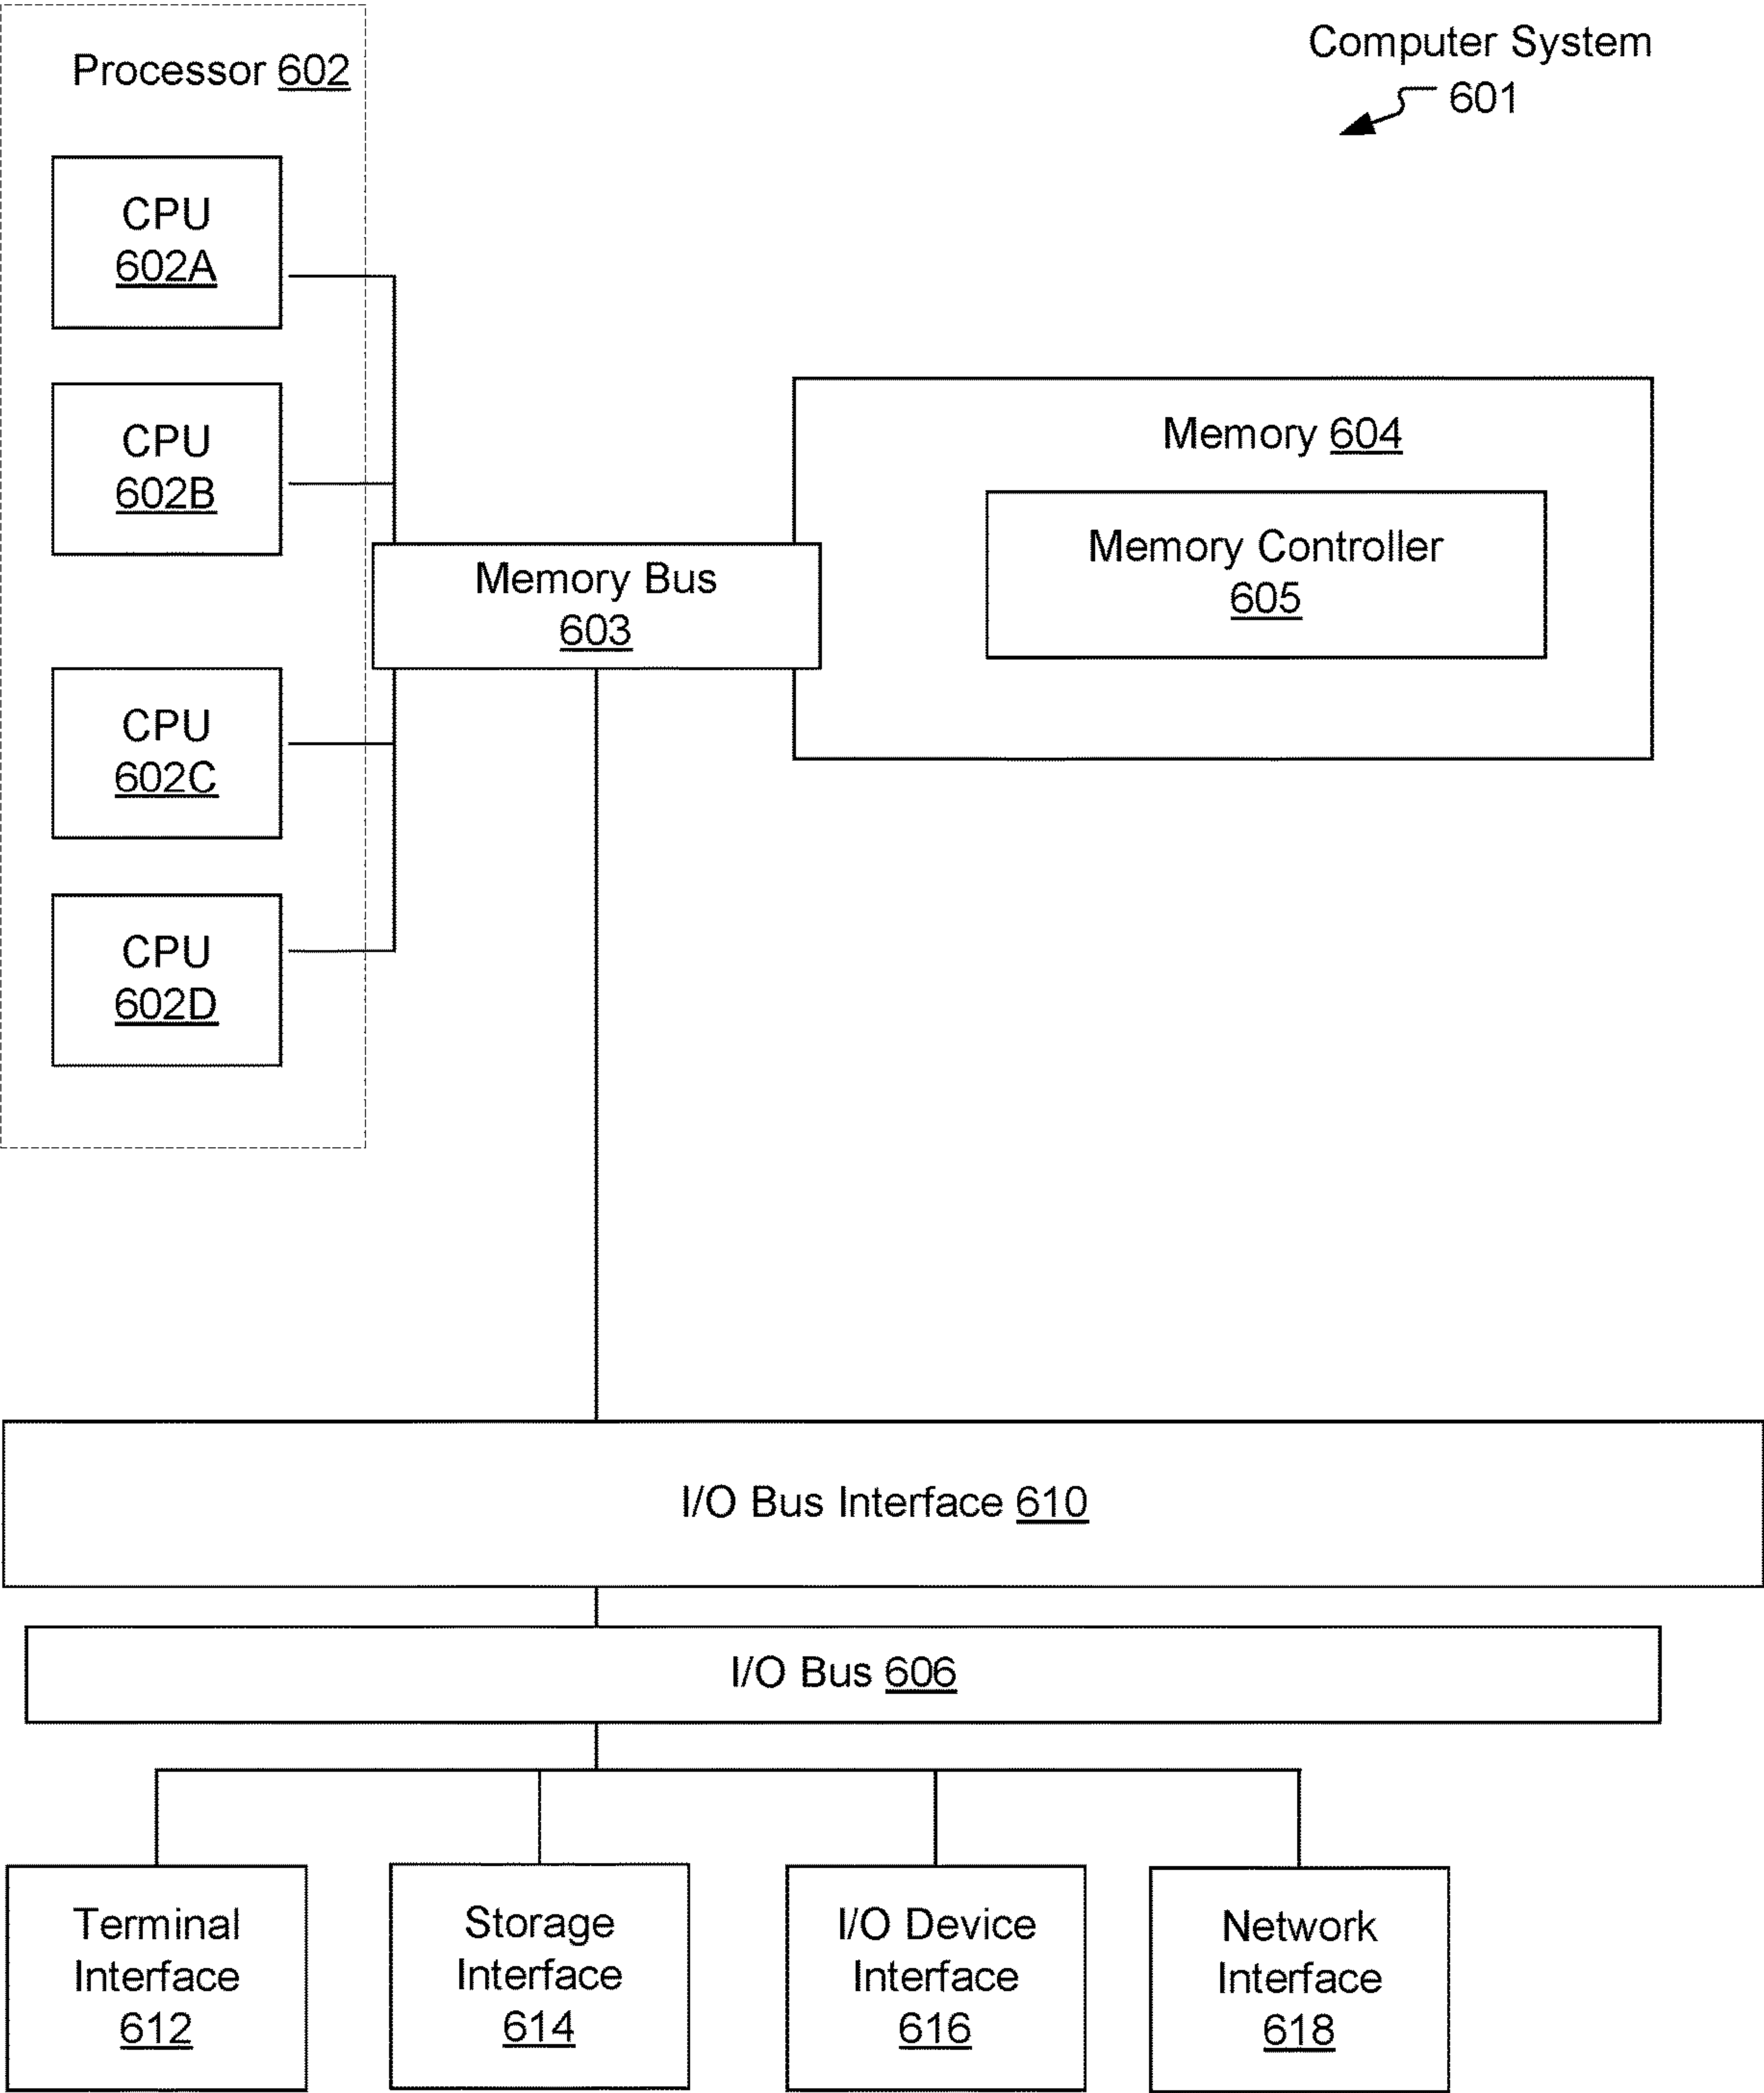 Computer System
601
Processor 602
CPU
602A
CPU
602B
Memory 604
Memory Controller
605
Memory Bus
603
CPU
602C
CPU
602D
I/O Bus Interface 610
I/O Bus 606
Terminal
Interface
612
Storage
Interface
614
I/O Device
Interface
616
Network
Interface
618